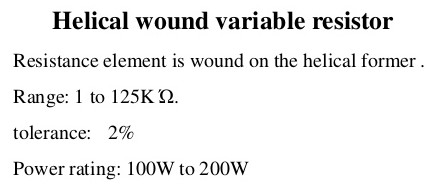 Helical wound variable resistor
Resistance element is wound on the helical former .
Range: 1 to 125K Ώ.
tolerance: 2%
Power rating: 100W to 200W